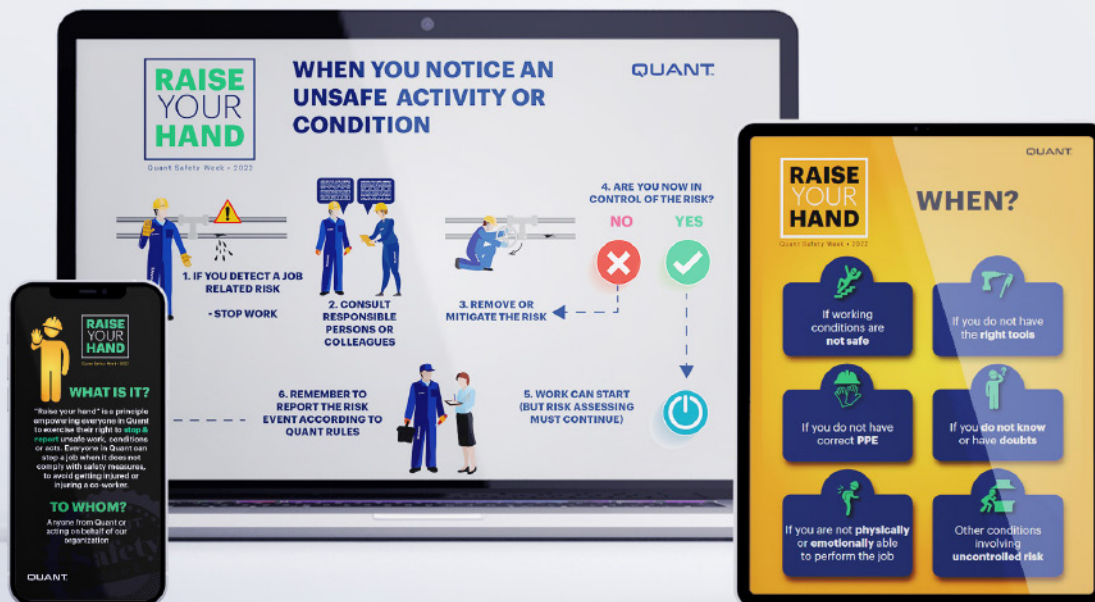 RAISE
YOUR
HAND
Quant Safety Week • 2022
WHEN YOU NOTICE AN
UNSAFE ACTIVITY OR
CONDITION
QUANT
1. IF YOU DETECT A JOB
RELATED RISK
- STOP WORK
2. CONSULT
RESPONSIBLE
PERSONS OR
COLLEAGUES
3. REMOVE OR
MITIGATE THE RISK
4. ARE YOU NOW IN
CONTROL OF THE RISK?
NO
YES
5. WORK CAN START
(BUT RISK ASSESSING
MUST CONTINUE)
6. REMEMBER TO
REPORT THE RISK
EVENT ACCORDING TO
QUANT RULES
RAISE
YOUR
HAND
WHAT IS IT?
"Raise your hand" is a principle
empowering everyone in Quant
to exercise their right to stop &
report unsafe work, conditions
or acts. Everyone in Quant can
stop a job when it does not
comply with safety measures,
to avoid getting injured or
injuring a co-worker.
TO WHOM?
Anyone from Quant or
acting on behalf of our
organization
QUANT
QUANT
RAISE
YOUR
HAND
Quant Safety Week • 2022
WHEN?
If working
conditions are
not safe
If you do not have
the right tools
If you do not have
correct PPE
If you do not know
or have doubts
If you are not physically
or emotionally able
to perform the job
Other conditions
involving
uncontrolled risk